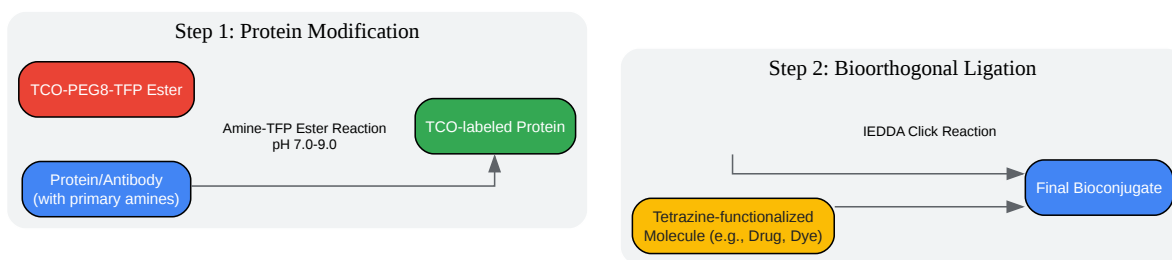 Step 1: Protein Modification
TCO-PEG8-TFP Ester
Amine-TFP Ester Reaction
pH 7.0-9.0
TCO-labeled Protein
Protein/Antibody
(with primary amines)
Step 2: Bioorthogonal Ligation
IEDDA Click Reaction
Final Bioconjugate
Tetrazine-functionalized
Molecule (e.g., Drug, Dye)